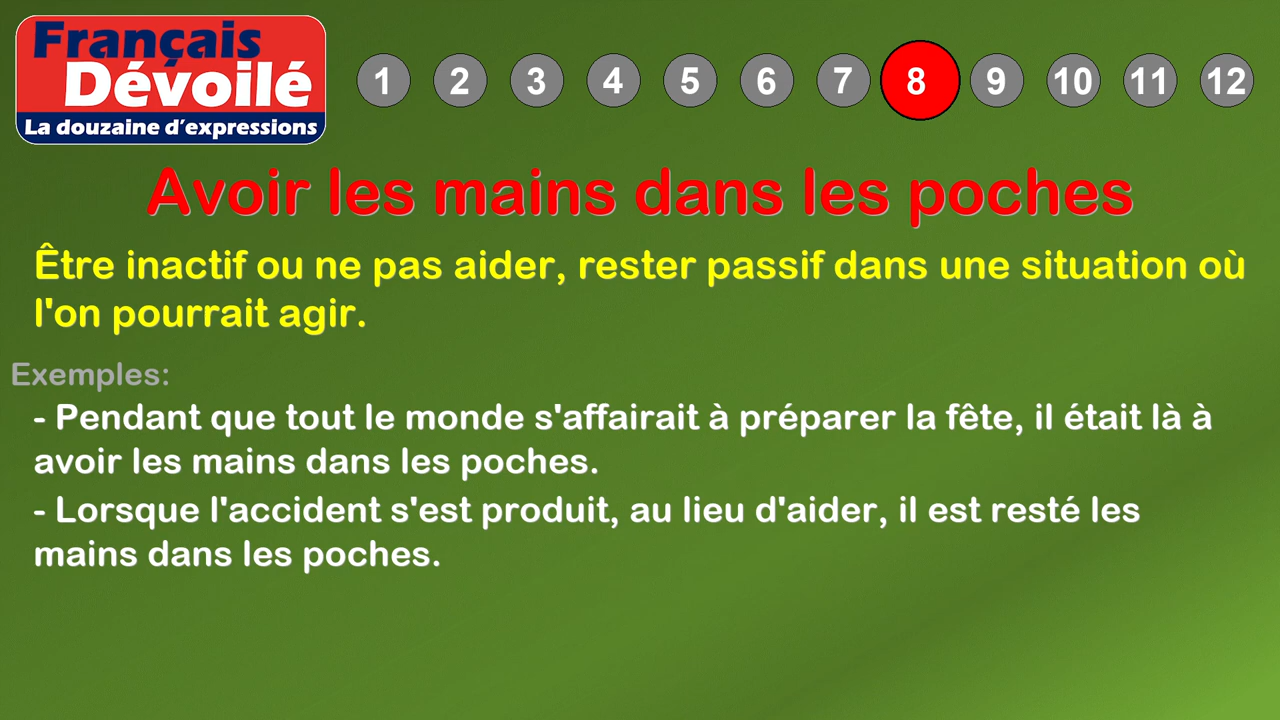 Français
Dévoilé
La douzaine d'expressions
1 2 3 4 5 6 7 8 9 10 11 12
Avoir les mains dans les poches
Être inactif ou ne pas aider, rester passif dans une situation où
l'on pourrait agir.
Exemples:
- Pendant que tout le monde s'affairait à préparer la fête, il était là à
avoir les mains dans les poches.
- Lorsque l'accident s'est produit, au lieu d'aider, il est resté les
mains dans les poches.